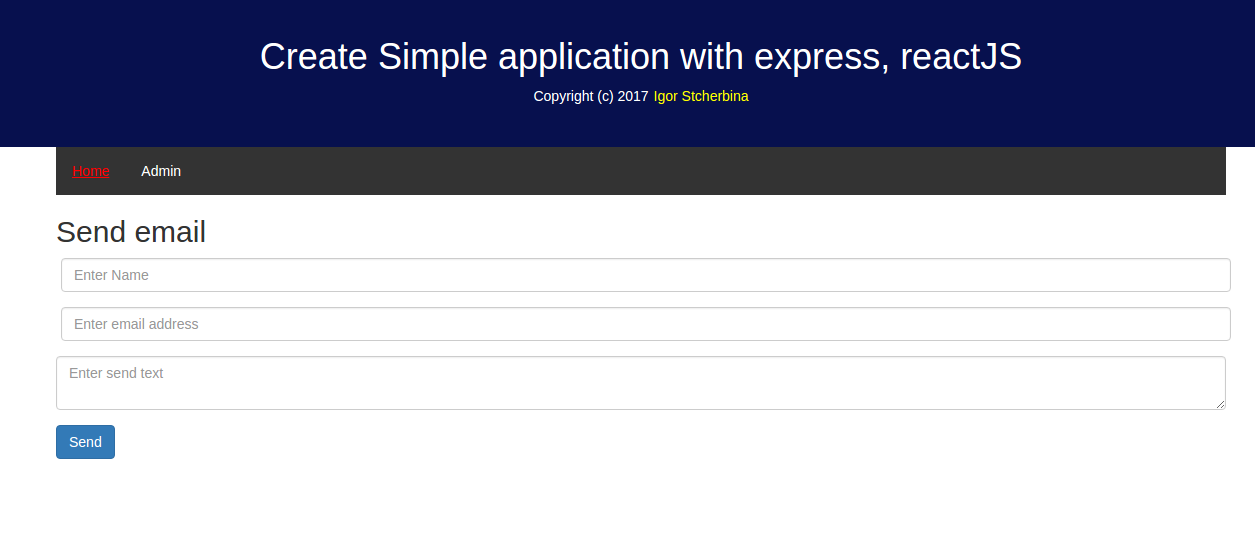 Create Simple application with express, reactJS
Copyright (c) 2017 Igor Stcherbina
Home Admin
Send email
Enter Name
Enter email address
Enter send text
Send